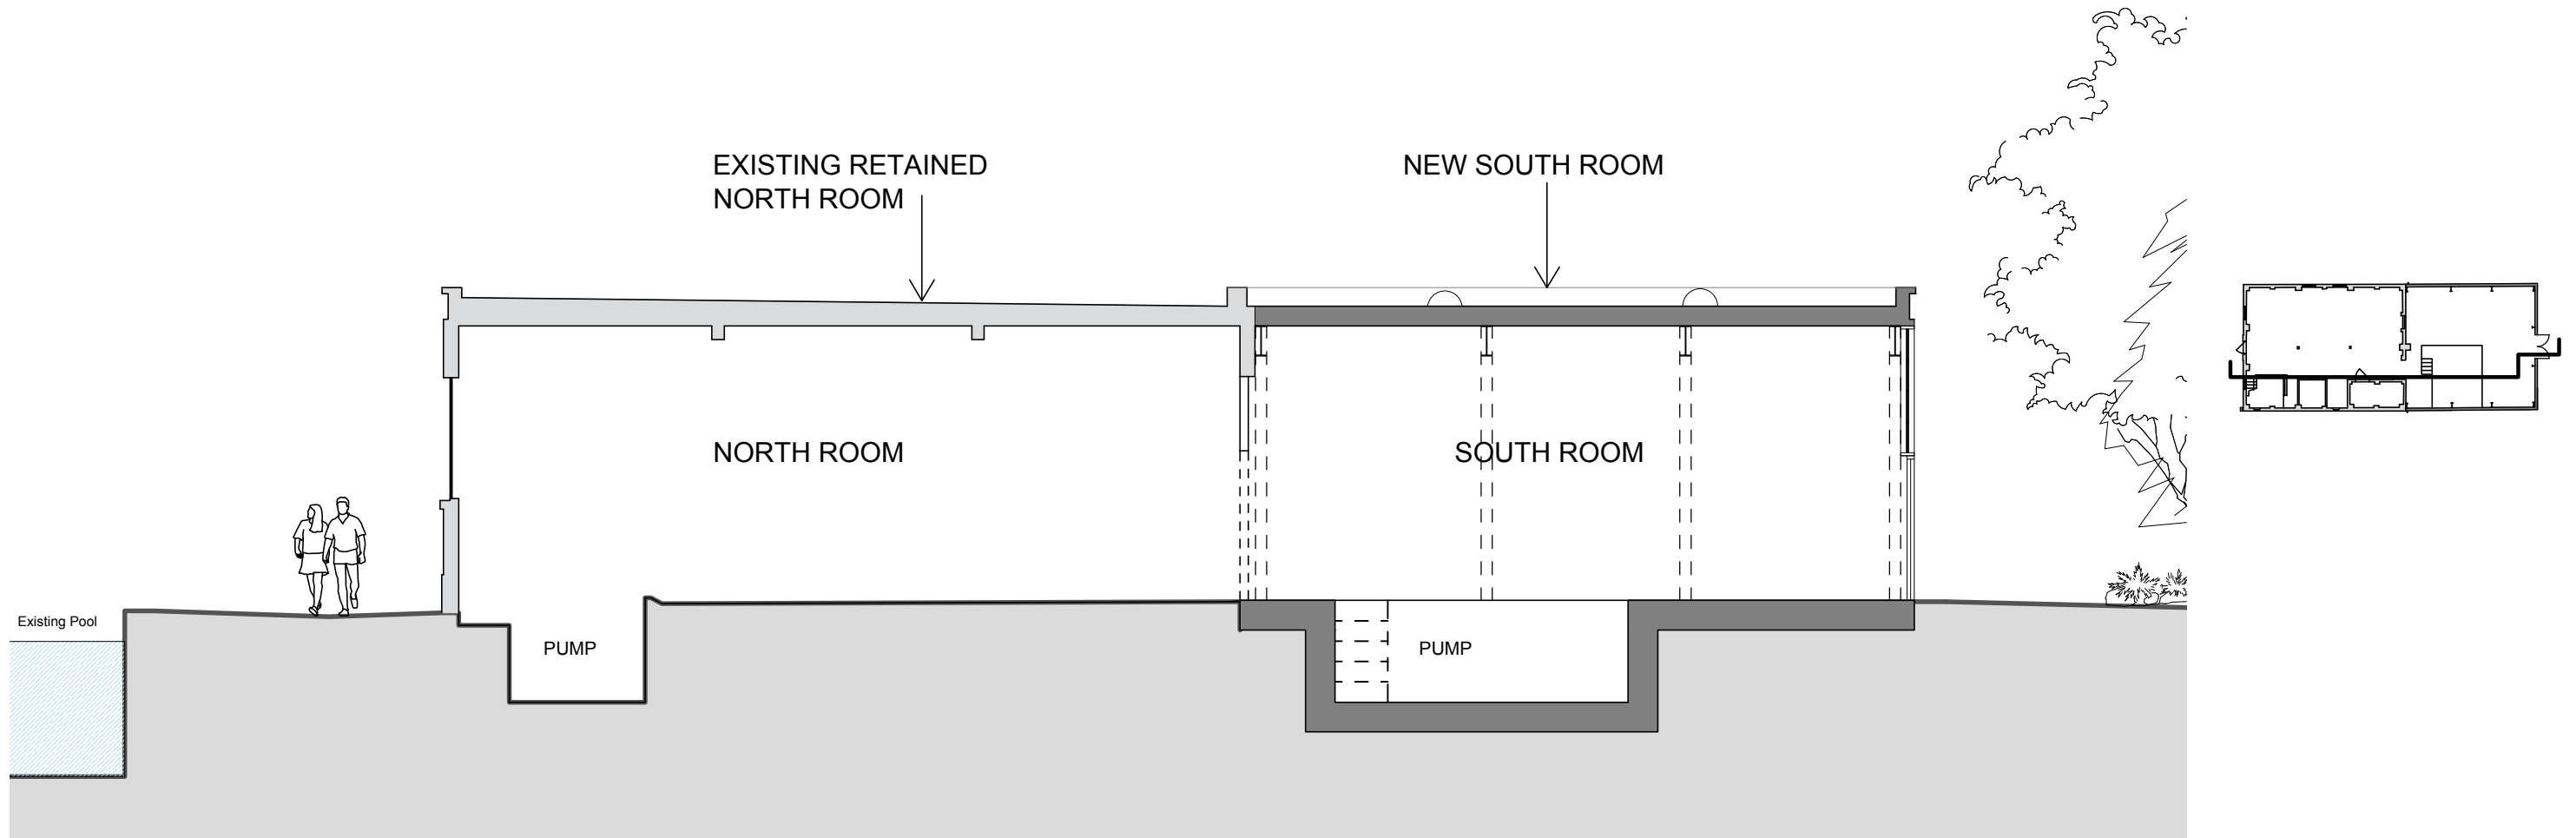 EXISTING RETAINED
NORTH ROOM
NEW SOUTH ROOM
NORTH ROOM
SOUTH ROOM
Existing Pool
PUMP
PUMP